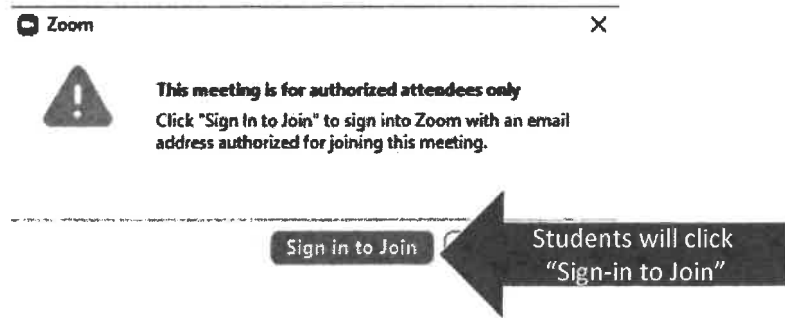 Zoom
This meeting is for authorized attendees only
Click "Sign In to Join" to sign into Zoom with an email
address authorized for joining this meeting.
Sign in to Join
Students will click
“Sign-in to Join”